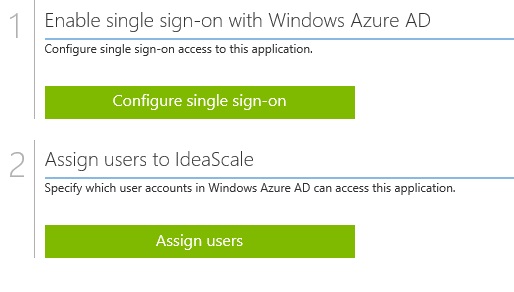 1
Enable single sign-on with Windows Azure AD
Configure single sign-on access to this application.
Configure single sign-on
2
Assign users to IdeaScale
Specify which user accounts in Windows Azure AD can access this application.
Assign users